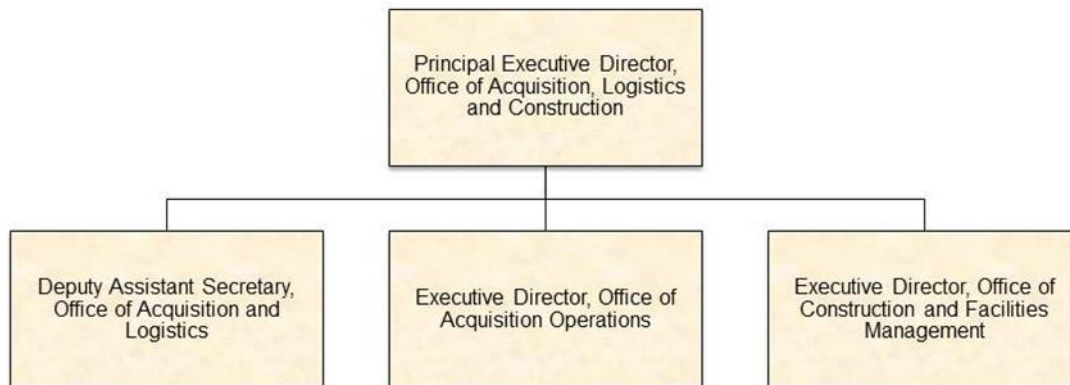 Principal Executive Director,
Office of Acquisition, Logistics
and Construction
Deputy Assistant Secretary,
Office of Acquisition and
Logistics
Executive Director, Office of
Acquisition Operations
Executive Director, Office of
Construction and Facilities
Management